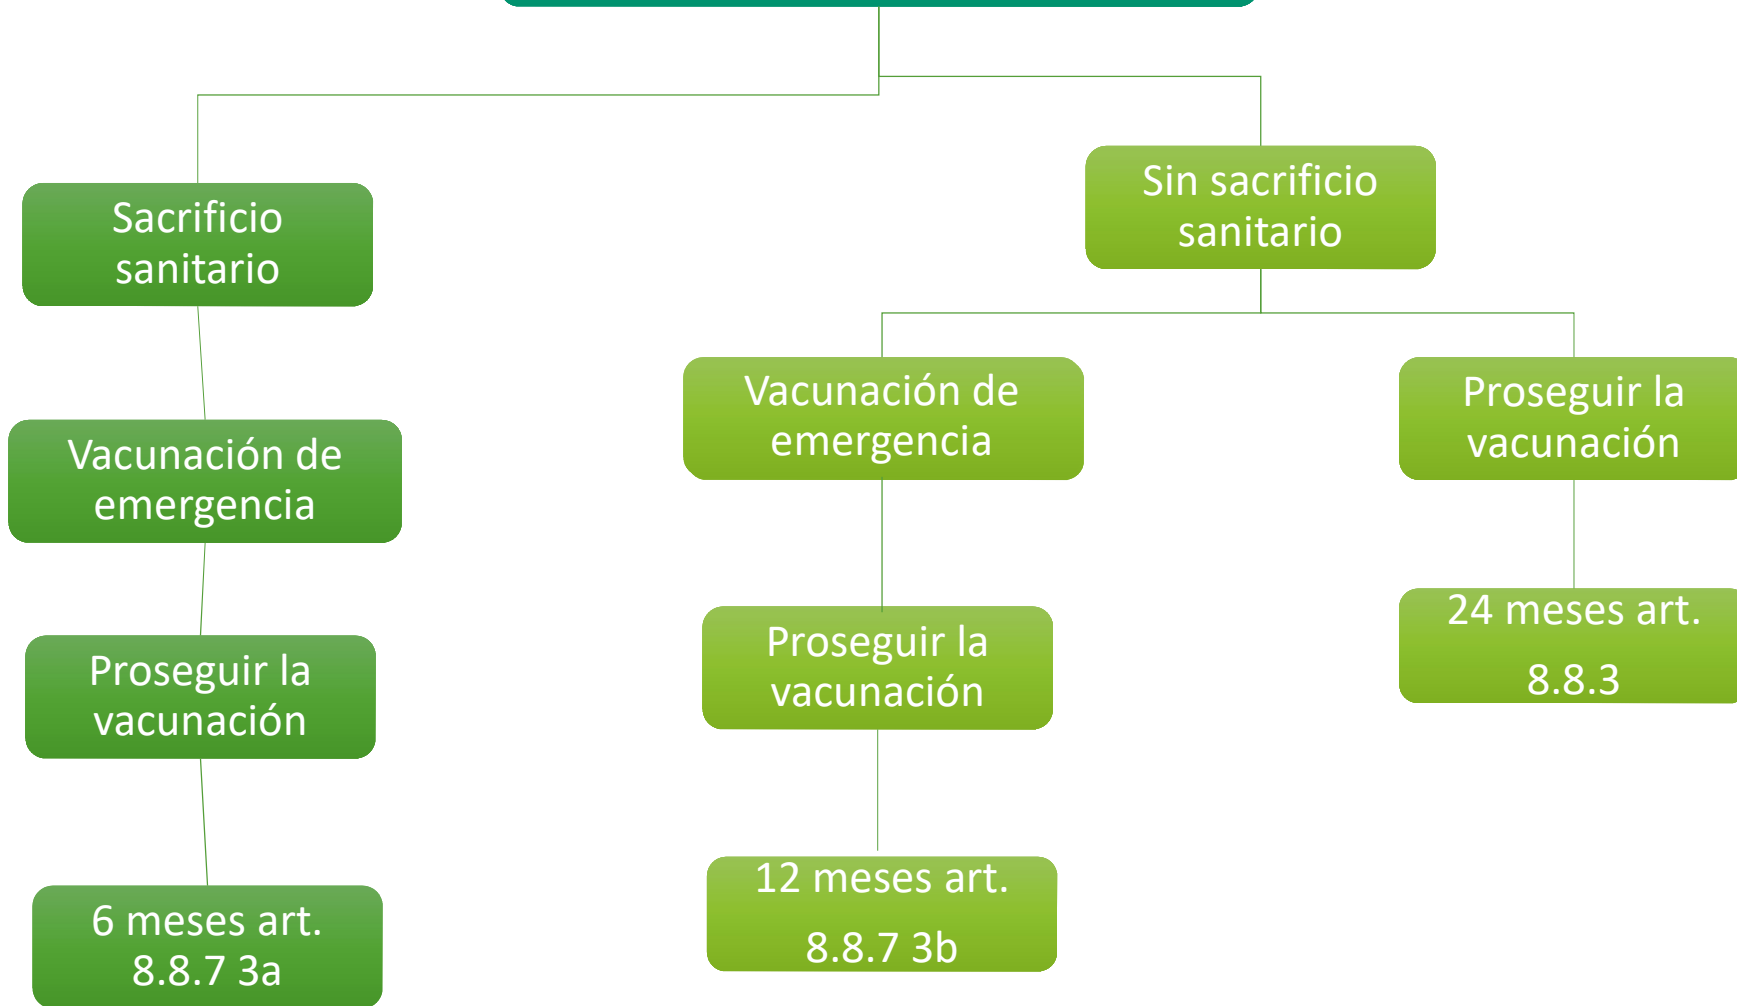 Sacrificio
sanitario
Vacunación de
emergencia
Proseguir la
vacunación
6 meses art.
8.8.7 3a
Sin sacrificio
sanitario
Vacunación de
emergencia
Proseguir la
vacunación
12 meses art.
8.8.7 3b
Proseguir la
vacunación
24 meses art.
8.8.3